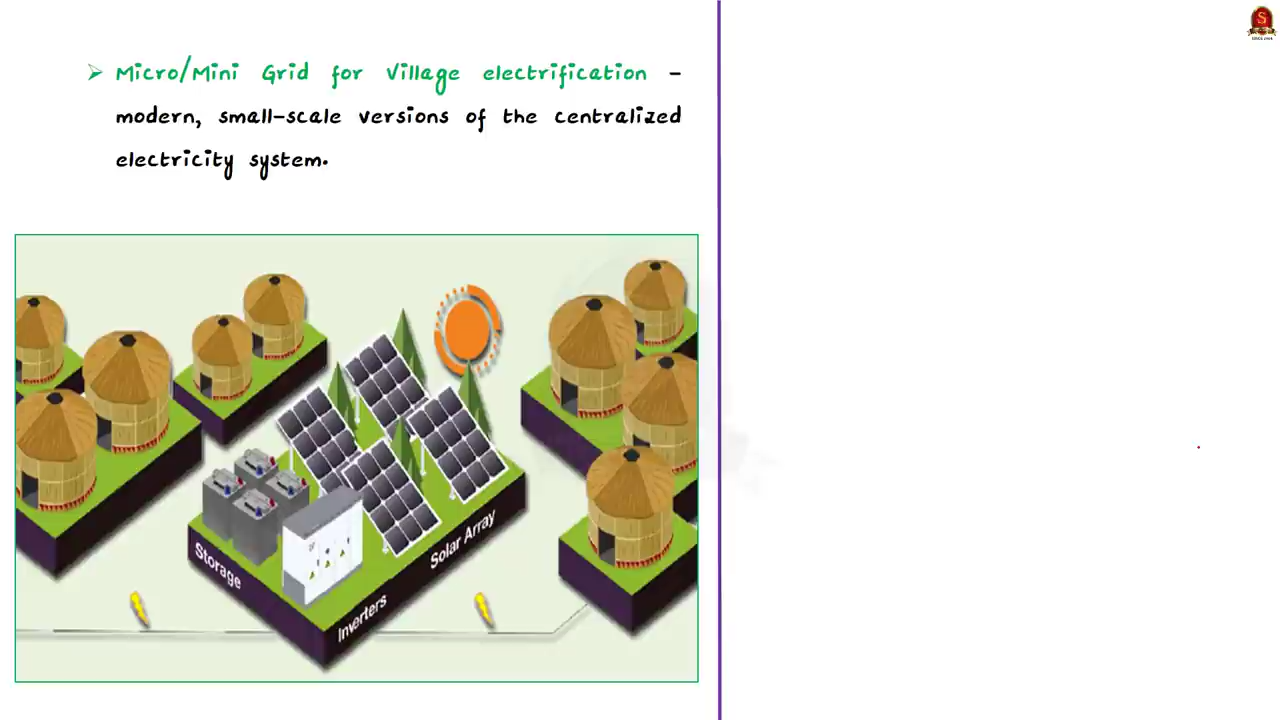 Micro/Mini Grid for Village electrification -
modern, small-scale versions of the centralized
electricity system.
Storage
Inverters
Solar Array
S